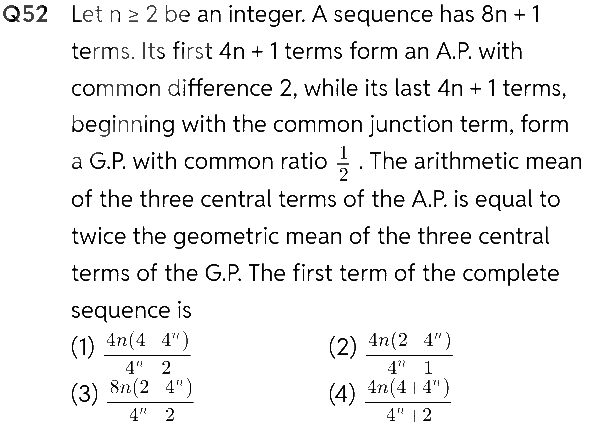 Q52 Let n ≥ 2 be an integer. A sequence has 8n + 1
terms. Its first 4n + 1 terms form an A.P. with
common difference 2, while its last 4n + 1 terms,
beginning with the common junction term, form
a G.P. with common ratio 1/2 . The arithmetic mean
of the three central terms of the A.P. is equal to
twice the geometric mean of the three central
terms of the G.P. The first term of the complete
sequence is
(1) 4n(4 4ⁿ) / 4ⁿ 2 (2) 4n(2 4ⁿ) / 4ⁿ 1
(3) 8n(2 4ⁿ) / 4ⁿ 2 (4) 4n(4+4ⁿ) / 4ⁿ+2